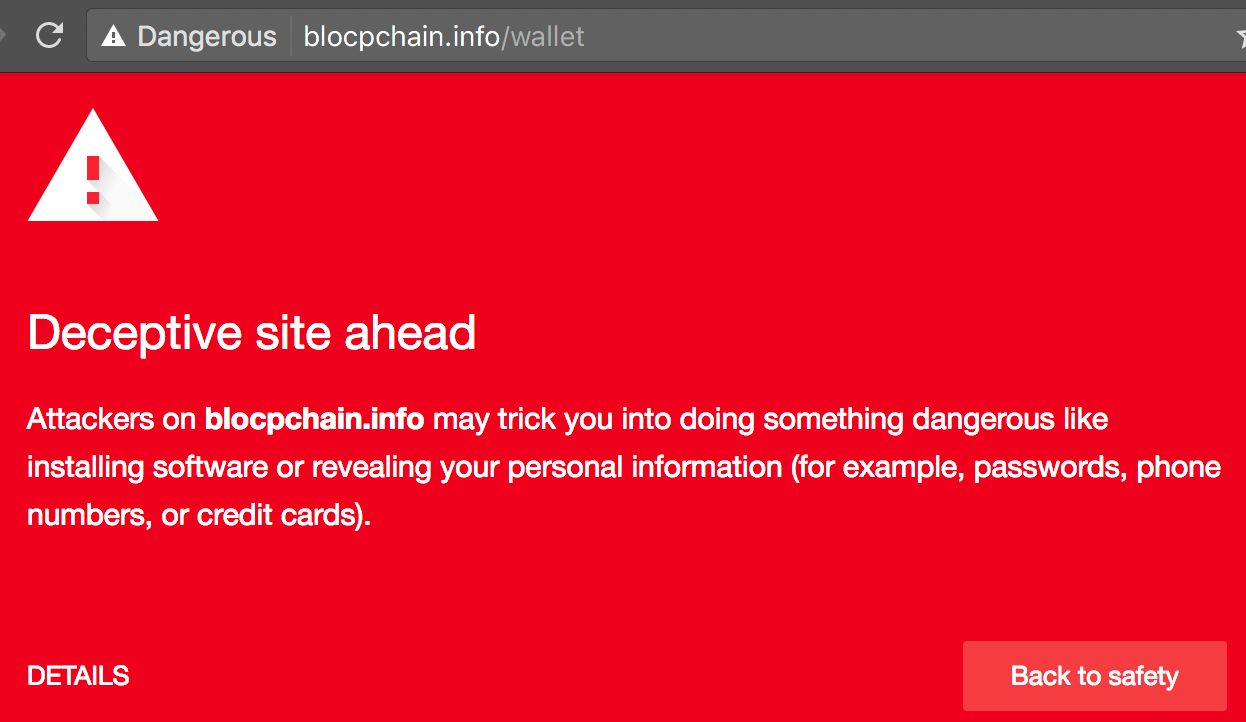 Dangerous blocpchain.info/wallet
Deceptive site ahead
Attackers on blocpchain.info may trick you into doing something dangerous like
installing software or revealing your personal information (for example, passwords, phone
numbers, or credit cards).
DETAILS
Back to safety